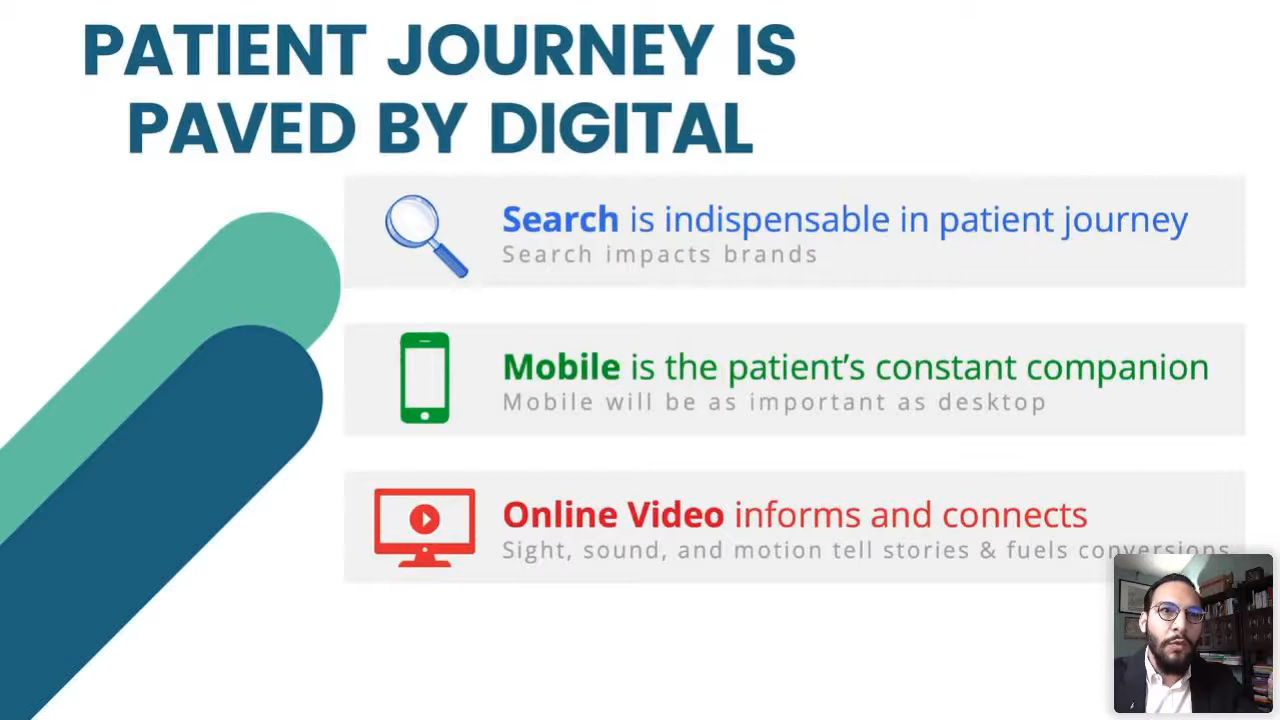 PATIENT JOURNEY IS
PAVED BY DIGITAL
Search is indispensable in patient journey
Search impacts brands
Mobile is the patient's constant companion
Mobile will be as important as desktop
Online Video informs and connects
Sight, sound, and motion tell stories & fuels conversions